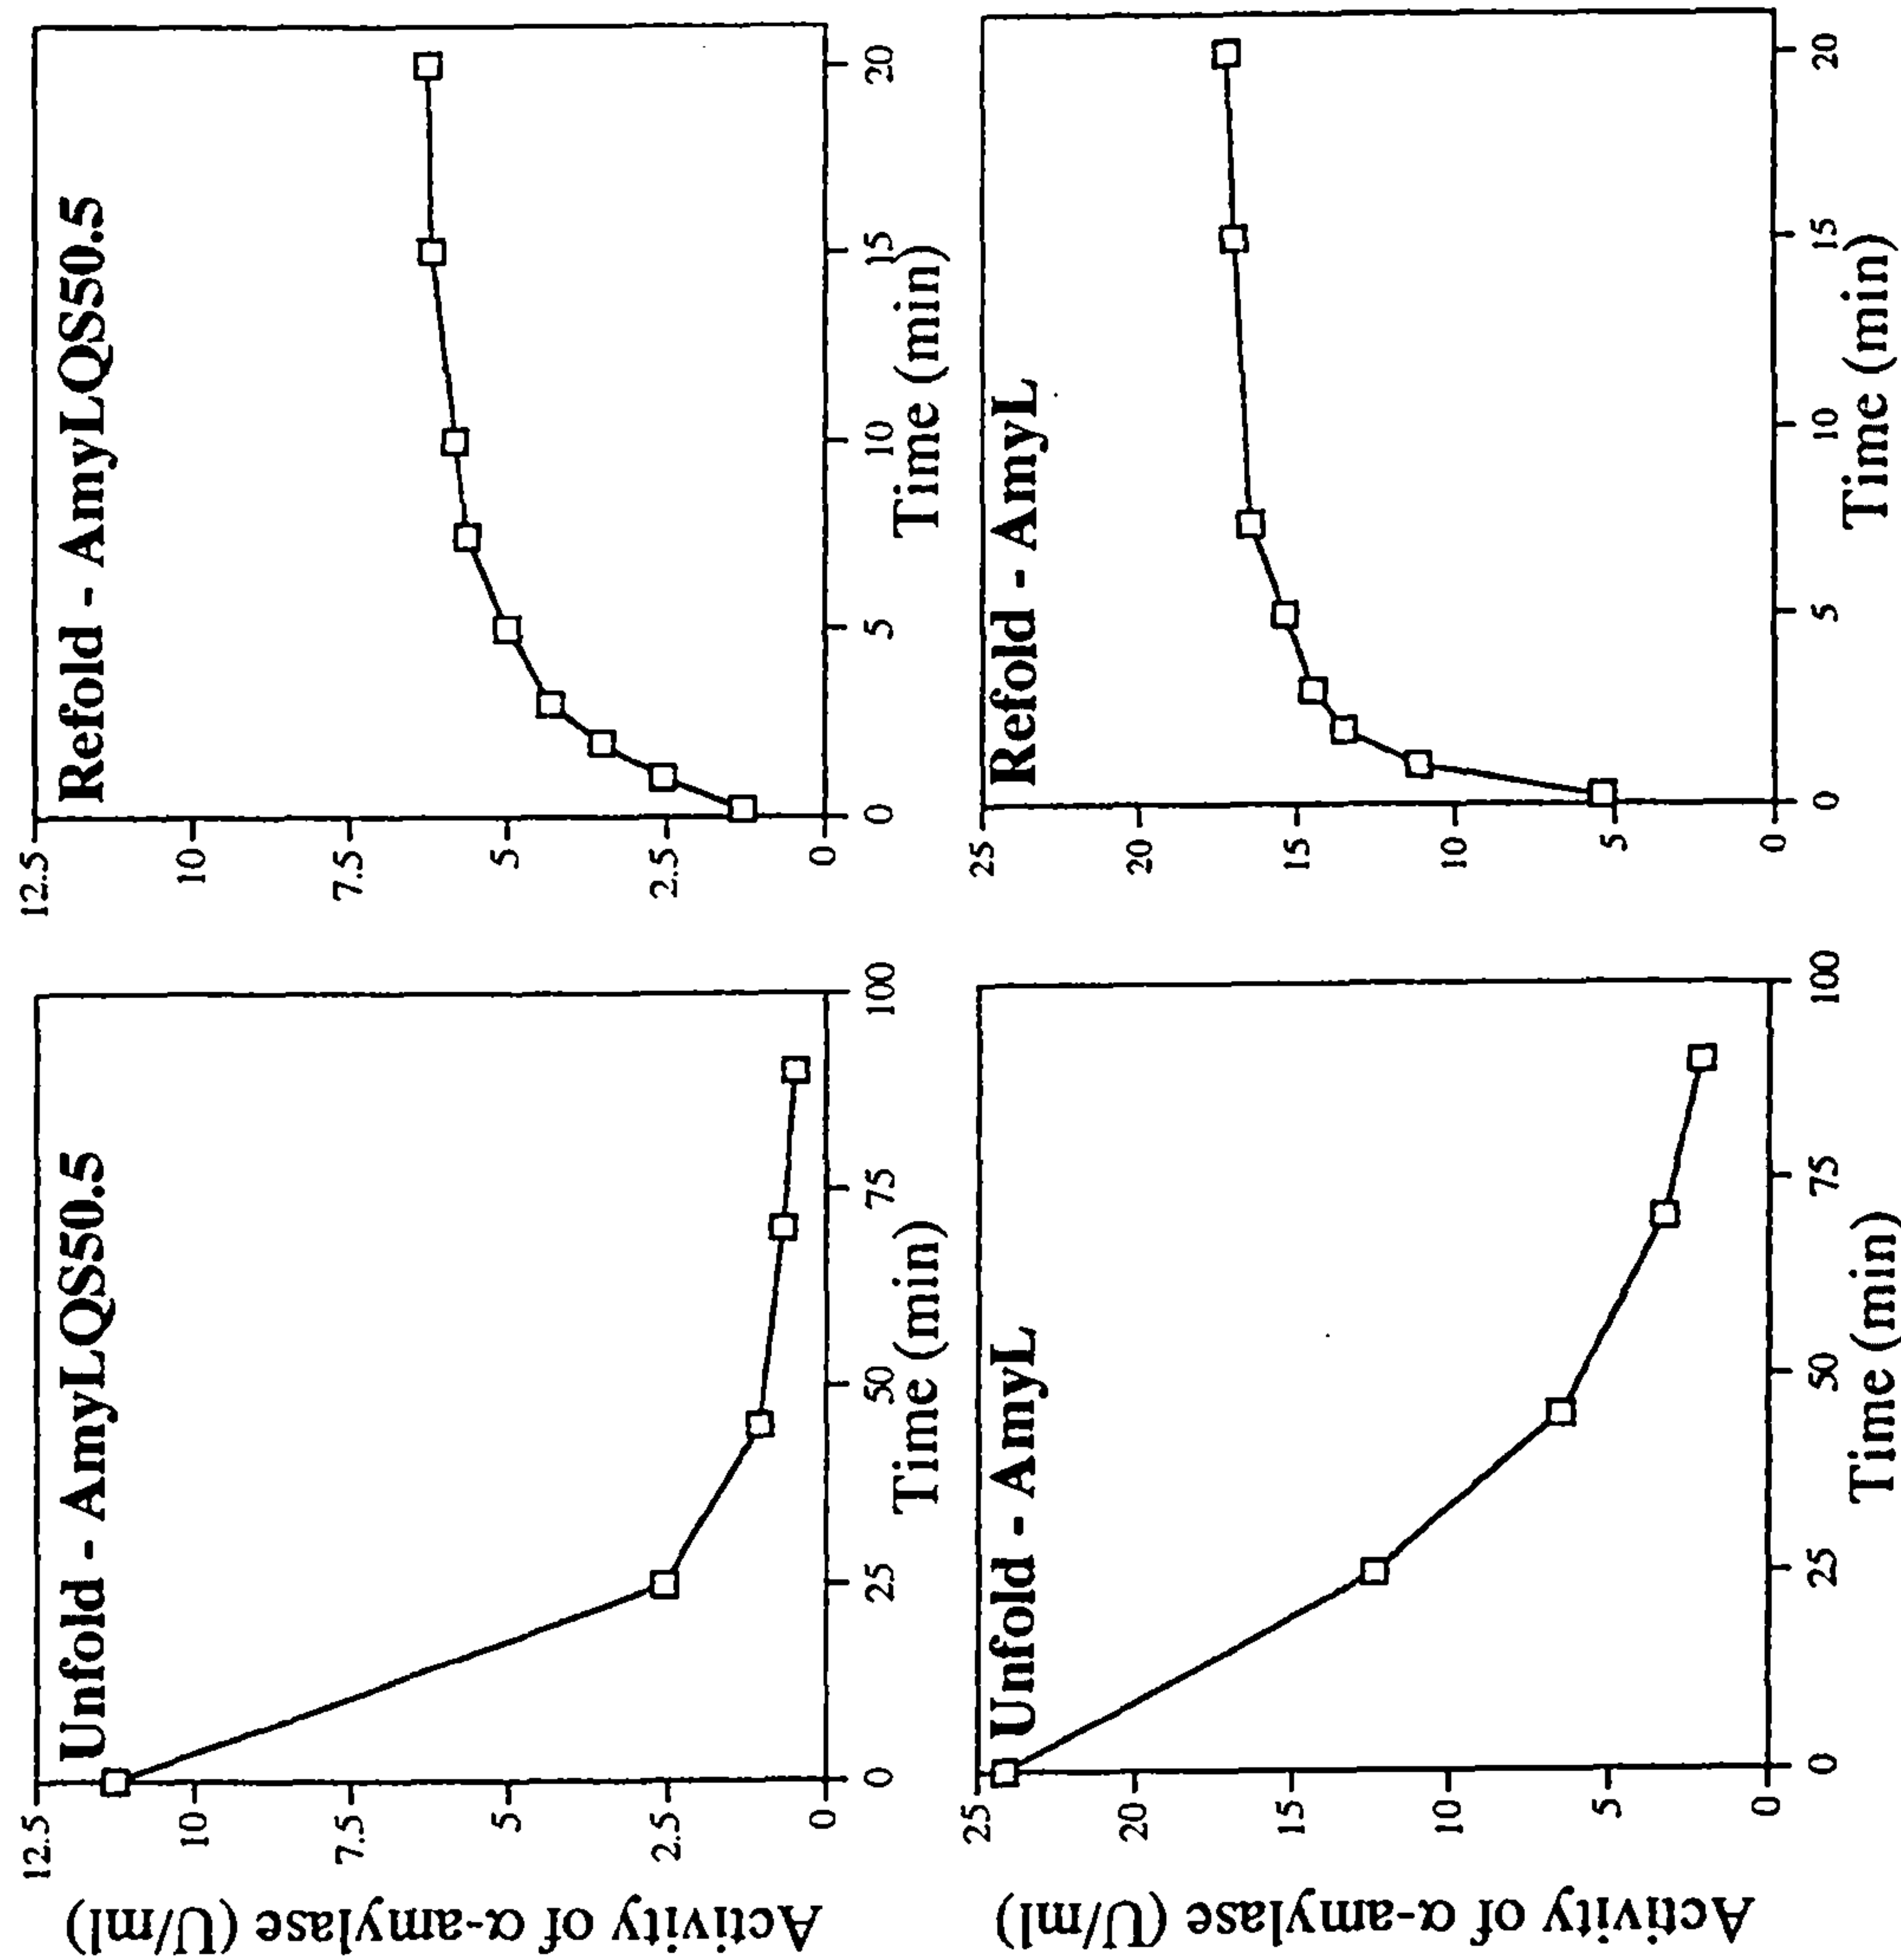 Activity of α-amylase (U/ml)
Unfold - AmyLQS50.5
12.5
10
7.5
5
2.5
0
0 25 50 75 100
Time (min)
Refold - AmyLQS50.5
12.5
10
7.5
5
2.5
0
0 5 10 15 20
Time (min)
Activity of α-amylase (U/ml)
Unfold - AmyL
25
20
15
10
5
0
0 25 50 75 100
Time (min)
Refold - AmyL
25
20
15
10
5
0
0 5 10 15 20
Time (min)